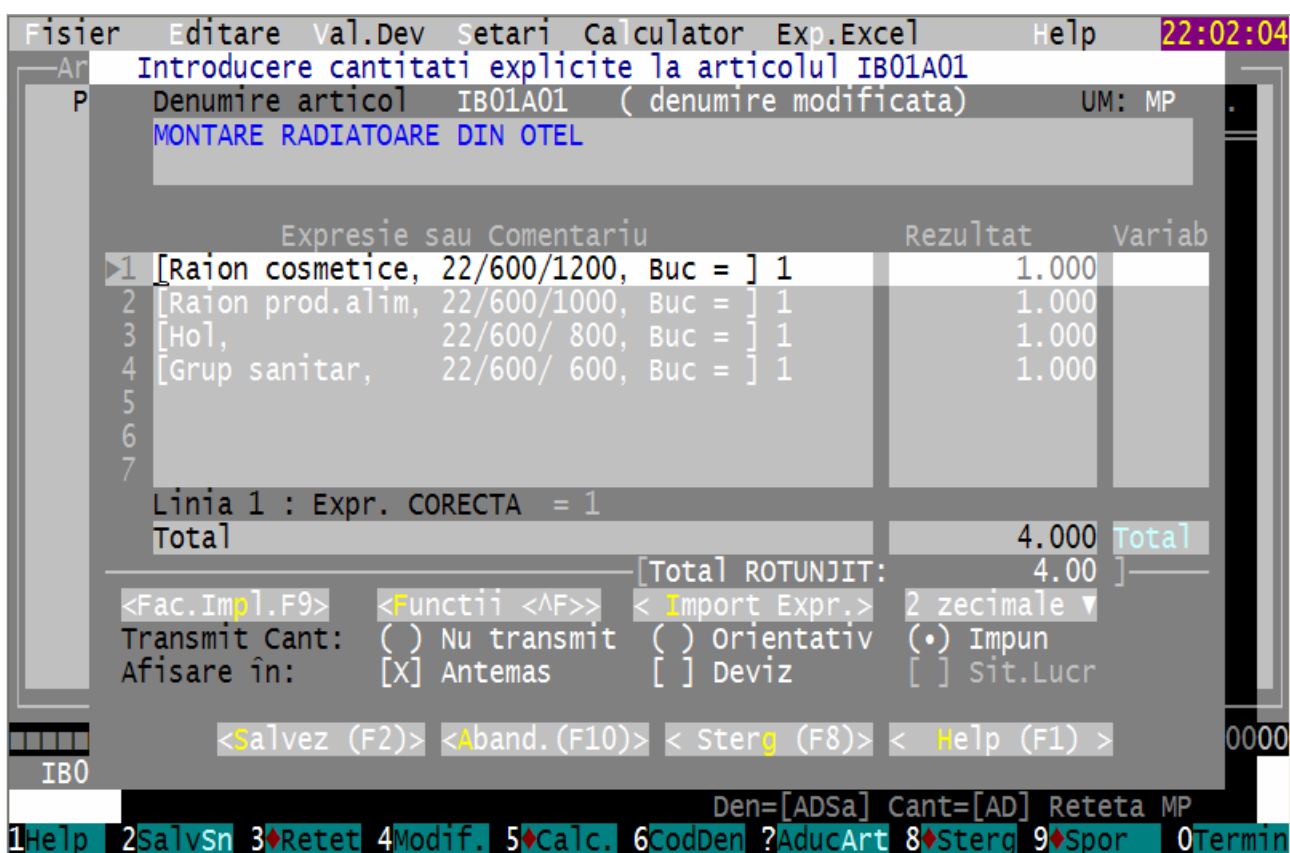 Fisier Editare Val.Dev Setari Calculator Exp.Excel Help 22:02:04
Ar Introducere cantitati explicite la articolul IB01A01
P Denumire articol IB01A01 ( denumire modificata) UM: MP .
MONTARE RADIATOARE DIN OTEL
Expresie sau Comentariu Rezultat Variab
▶1 [Raion cosmetice, 22/600/1200, Buc = ] 1 1.000
2 [Raion prod.alim, 22/600/1000, Buc = ] 1 1.000
3 [Hol, 22/600/ 800, Buc = ] 1 1.000
4 [Grup sanitar, 22/600/ 600, Buc = ] 1 1.000
5
6
7
Linia 1 : Expr. CORECTA = 1
Total 4.000 Total
[Total ROTUNJIT: 4.00 ]
<Fac.Impl.F9> <Functii <^F>> < Import Expr.> 2 zecimale ▼
Transmit Cant: ( ) Nu transmit ( ) Orientativ (•) Impun
Afisare în: [X] Antemas [ ] Deviz [ ] Sit.Lucr
<Salvez (F2)> <Aband.(F10)> < Sterg (F8)> < Help (F1) > 0000
IB0
Den=[ADSa] Cant=[AD] Reteta MP
1Help 2SalvSn 3♦Retet 4Modif. 5♦Calc. 6CodDen ?AducArt 8♦Sterg 9♦Spor 0Termin